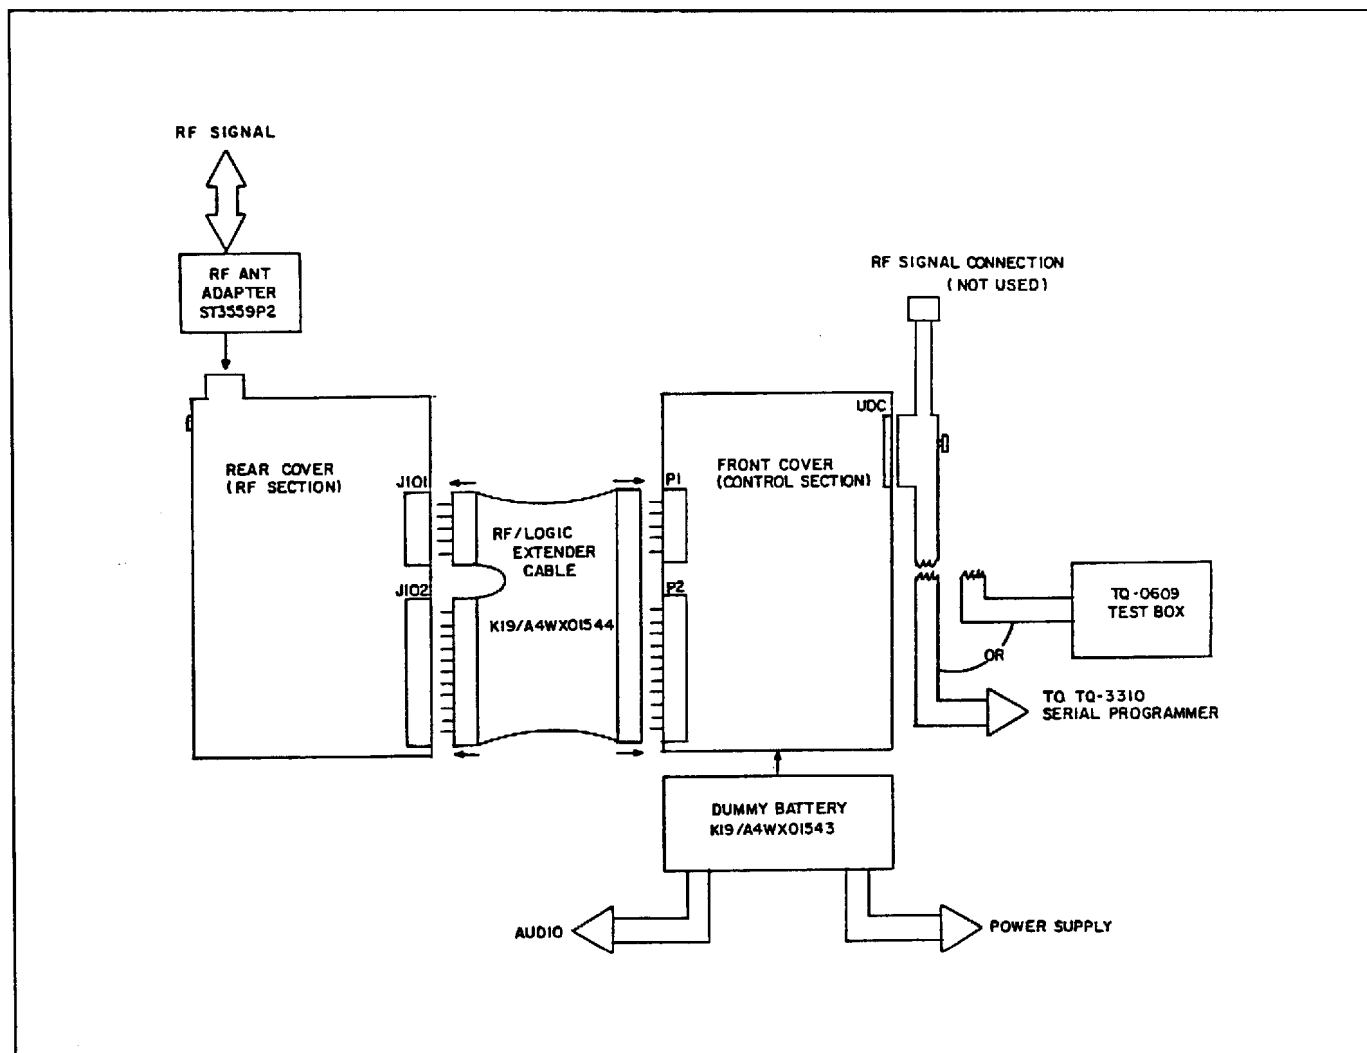 RF SIGNAL
RF ANT
ADAPTER
ST3559P2
RF SIGNAL CONNECTION
(NOT USED)
UDC
REAR COVER
(RF SECTION)
J101
J102
RF/LOGIC
EXTENDER
CABLE
K19/A4WX01544
P1
P2
FRONT COVER
(CONTROL SECTION)
TQ-0609
TEST BOX
OR
TQ TQ-3310
SERIAL PROGRAMMER
DUMMY BATTERY
K19/A4WX01543
AUDIO
POWER SUPPLY